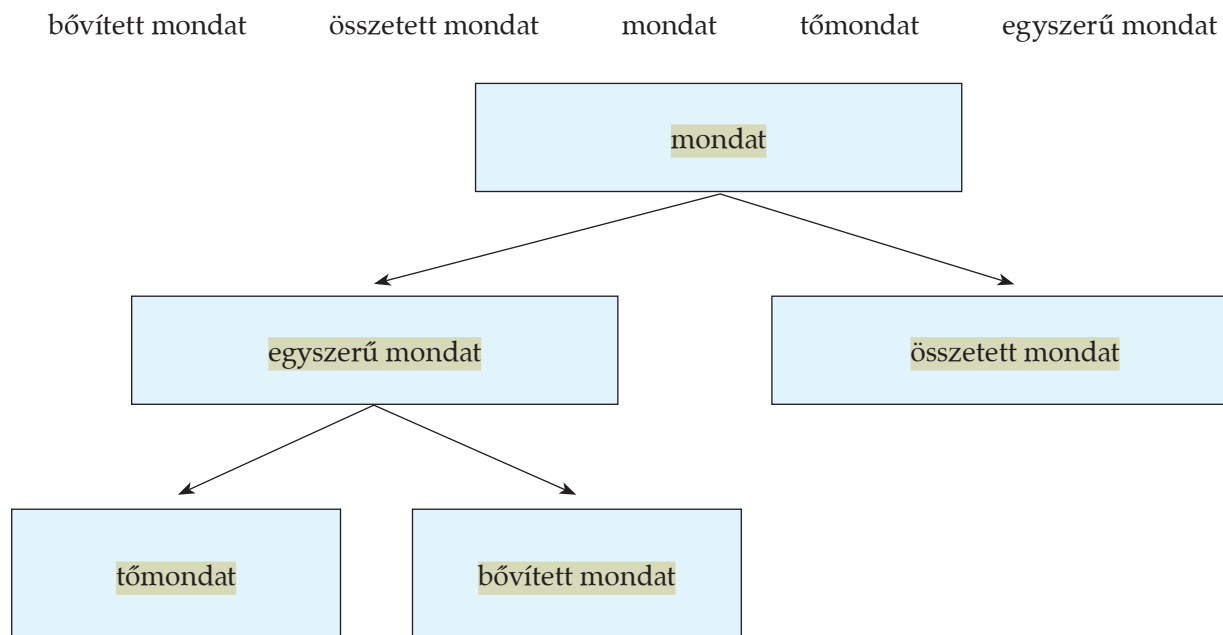 bővített mondat összetett mondat mondat tőmondat egyszerű mondat
mondat
egyszerű mondat összetett mondat
tőmondat bővített mondat